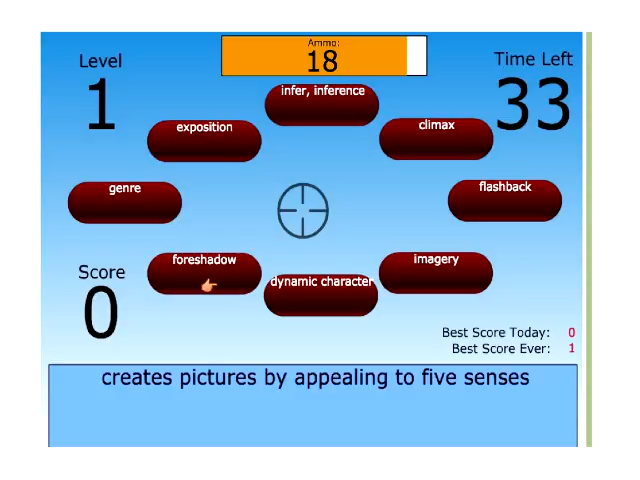 Ammo:
18
Level
1
Time Left
33
infer, inference
exposition
climax
genre
flashback
foreshadow
dynamic character
imagery
Score
0
Best Score Today: 0
Best Score Ever: 1
creates pictures by appealing to five senses